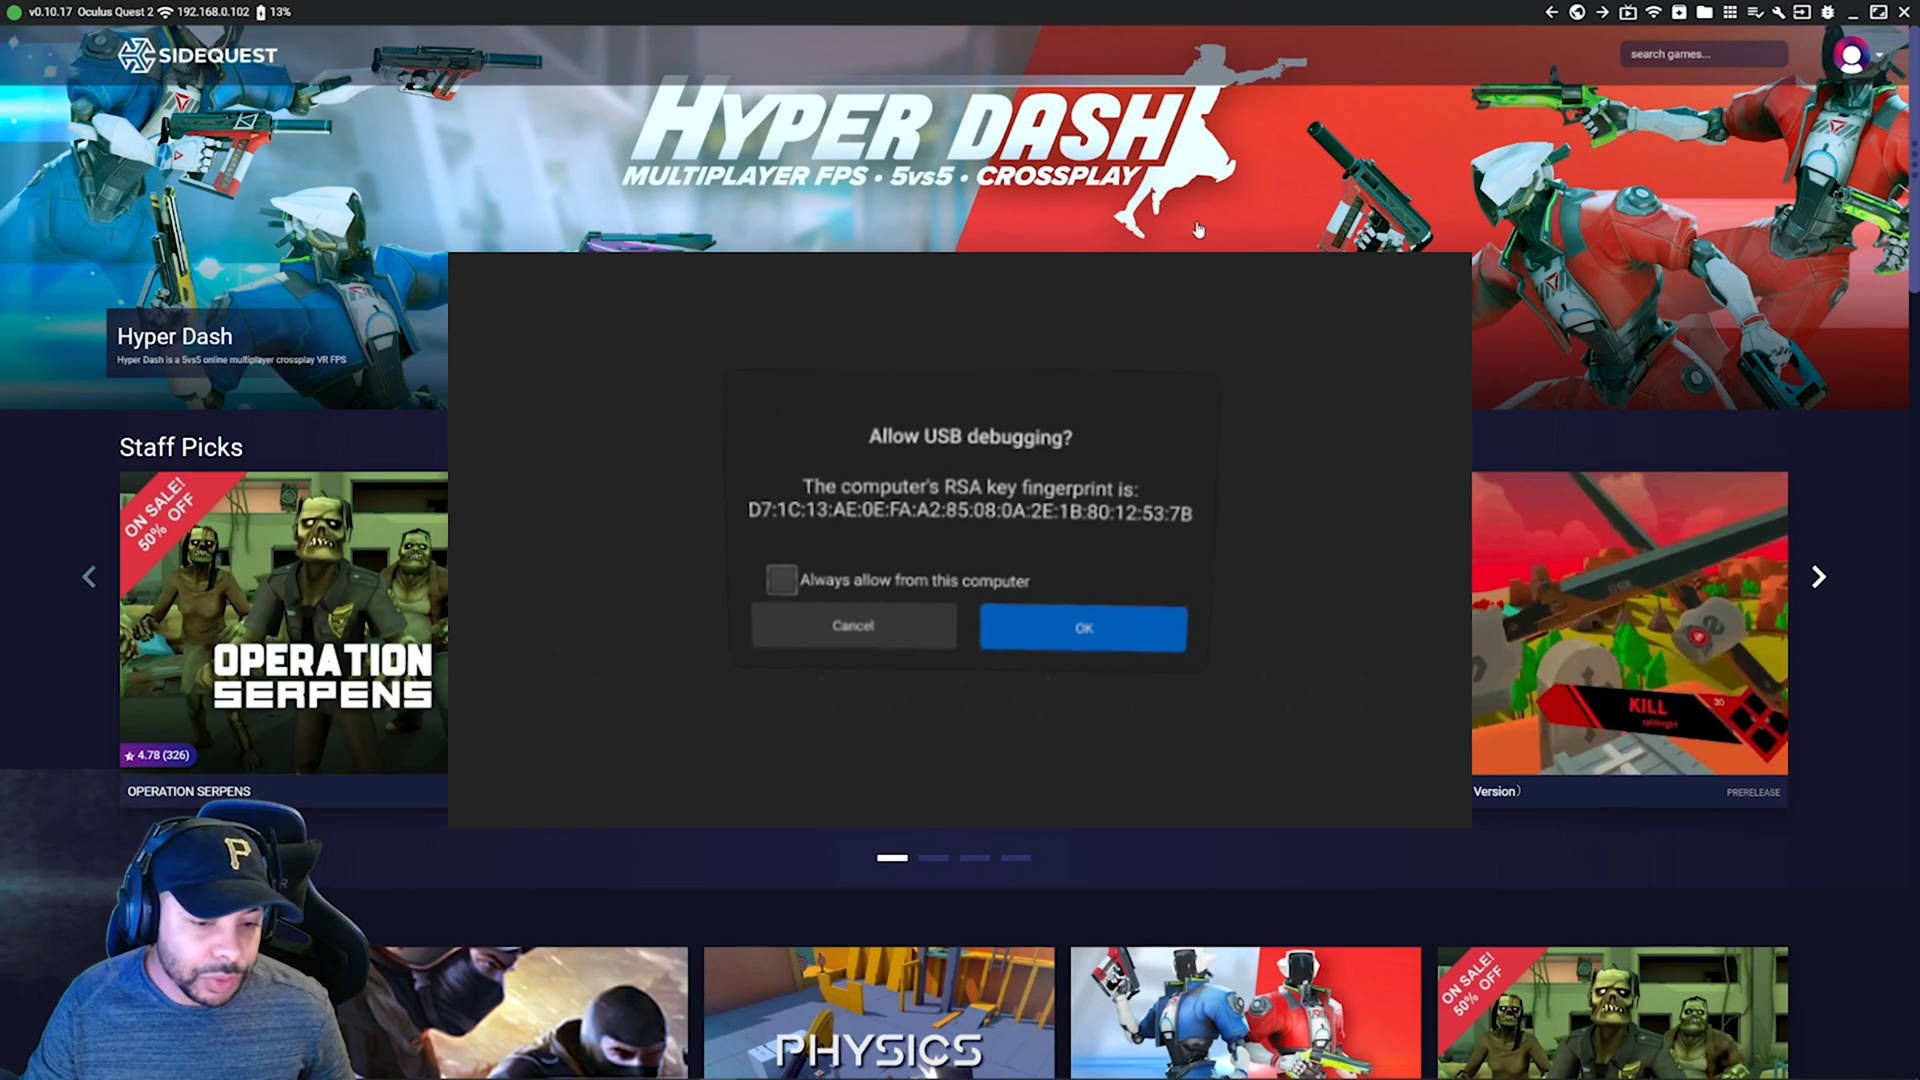 v0.10.17 Oculus Quest 2 192.168.0.102 13%
SIDEQUEST
search games...
HYPER DASH
MULTIPLAYER FPS · 5vs5 · CROSSPLAY
Hyper Dash
Hyper Dash is a 5vs5 online multiplayer crossplay VR FPS
Allow USB debugging?
The computer's RSA key fingerprint is:
D7:1C:13:AE:0E:FA:A2:85:08:0A:2E:1B:80:12:53:7B
Always allow from this computer
Cancel
OK
Staff Picks
ON SALE!
50% OFF
OPERATION
SERPENS
4.78 (326)
OPERATION SERPENS
KILL
30
spidergirl
Version）
PRERELEASE
P
PHYSICS
ON SALE!
50% OFF